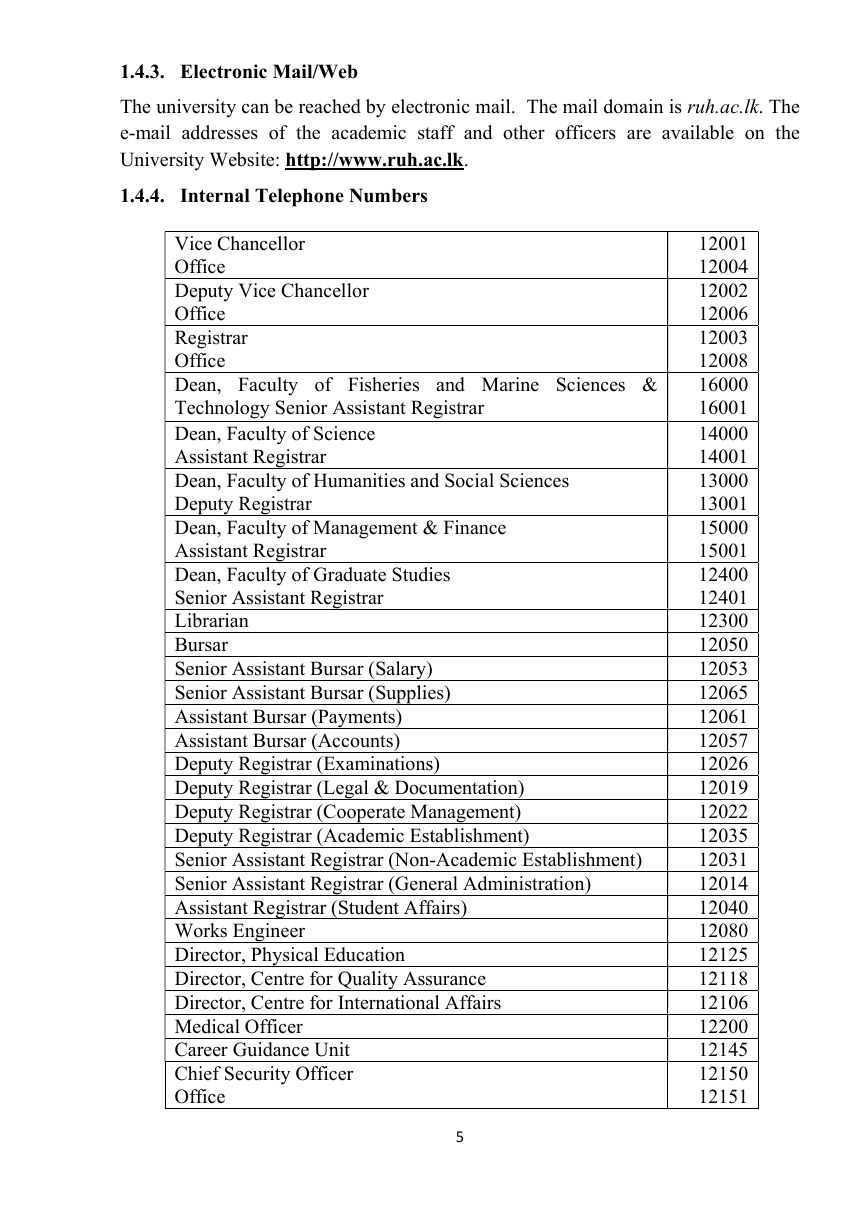 1.4.3. Electronic Mail/Web
The university can be reached by electronic mail. The mail domain is ruh.ac.lk. The
e-mail addresses of the academic staff and other officers are available on the
University Website: http://www.ruh.ac.lk.
1.4.4. Internal Telephone Numbers
Vice Chancellor 12001
Office 12004
Deputy Vice Chancellor 12002
Office 12006
Registrar 12003
Office 12008
Dean, Faculty of Fisheries and Marine Sciences & 16000
Technology Senior Assistant Registrar 16001
Dean, Faculty of Science 14000
Assistant Registrar 14001
Dean, Faculty of Humanities and Social Sciences 13000
Deputy Registrar 13001
Dean, Faculty of Management & Finance 15000
Assistant Registrar 15001
Dean, Faculty of Graduate Studies 12400
Senior Assistant Registrar 12401
Librarian 12300
Bursar 12050
Senior Assistant Bursar (Salary) 12053
Senior Assistant Bursar (Supplies) 12065
Assistant Bursar (Payments) 12061
Assistant Bursar (Accounts) 12057
Deputy Registrar (Examinations) 12026
Deputy Registrar (Legal & Documentation) 12019
Deputy Registrar (Cooperate Management) 12022
Deputy Registrar (Academic Establishment) 12035
Senior Assistant Registrar (Non-Academic Establishment) 12031
Senior Assistant Registrar (General Administration) 12014
Assistant Registrar (Student Affairs) 12040
Works Engineer 12080
Director, Physical Education 12125
Director, Centre for Quality Assurance 12118
Director, Centre for International Affairs 12106
Medical Officer 12200
Career Guidance Unit 12145
Chief Security Officer 12150
Office 12151
5